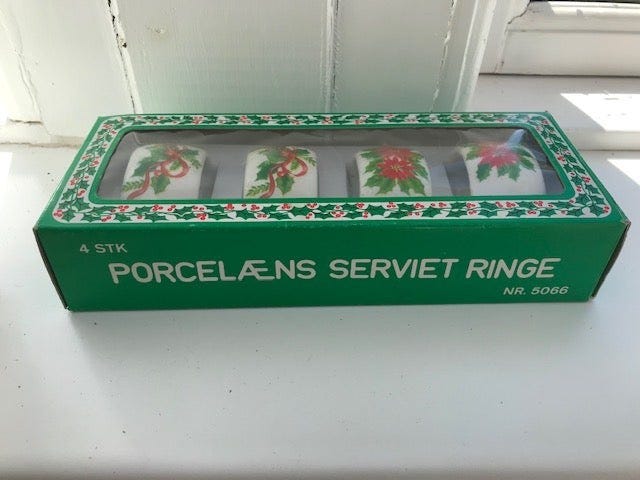 4 STK
PORCELÆNS SERVIET RINGE
NR. 5066